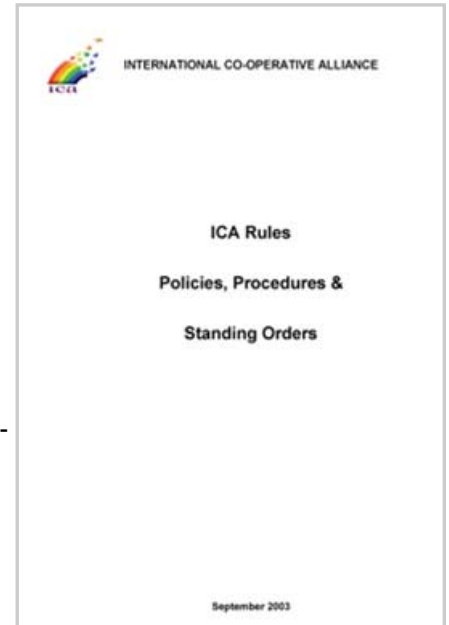 ica
INTERNATIONAL CO-OPERATIVE ALLIANCE
ICA Rules
Policies, Procedures &
Standing Orders
-
September 2003